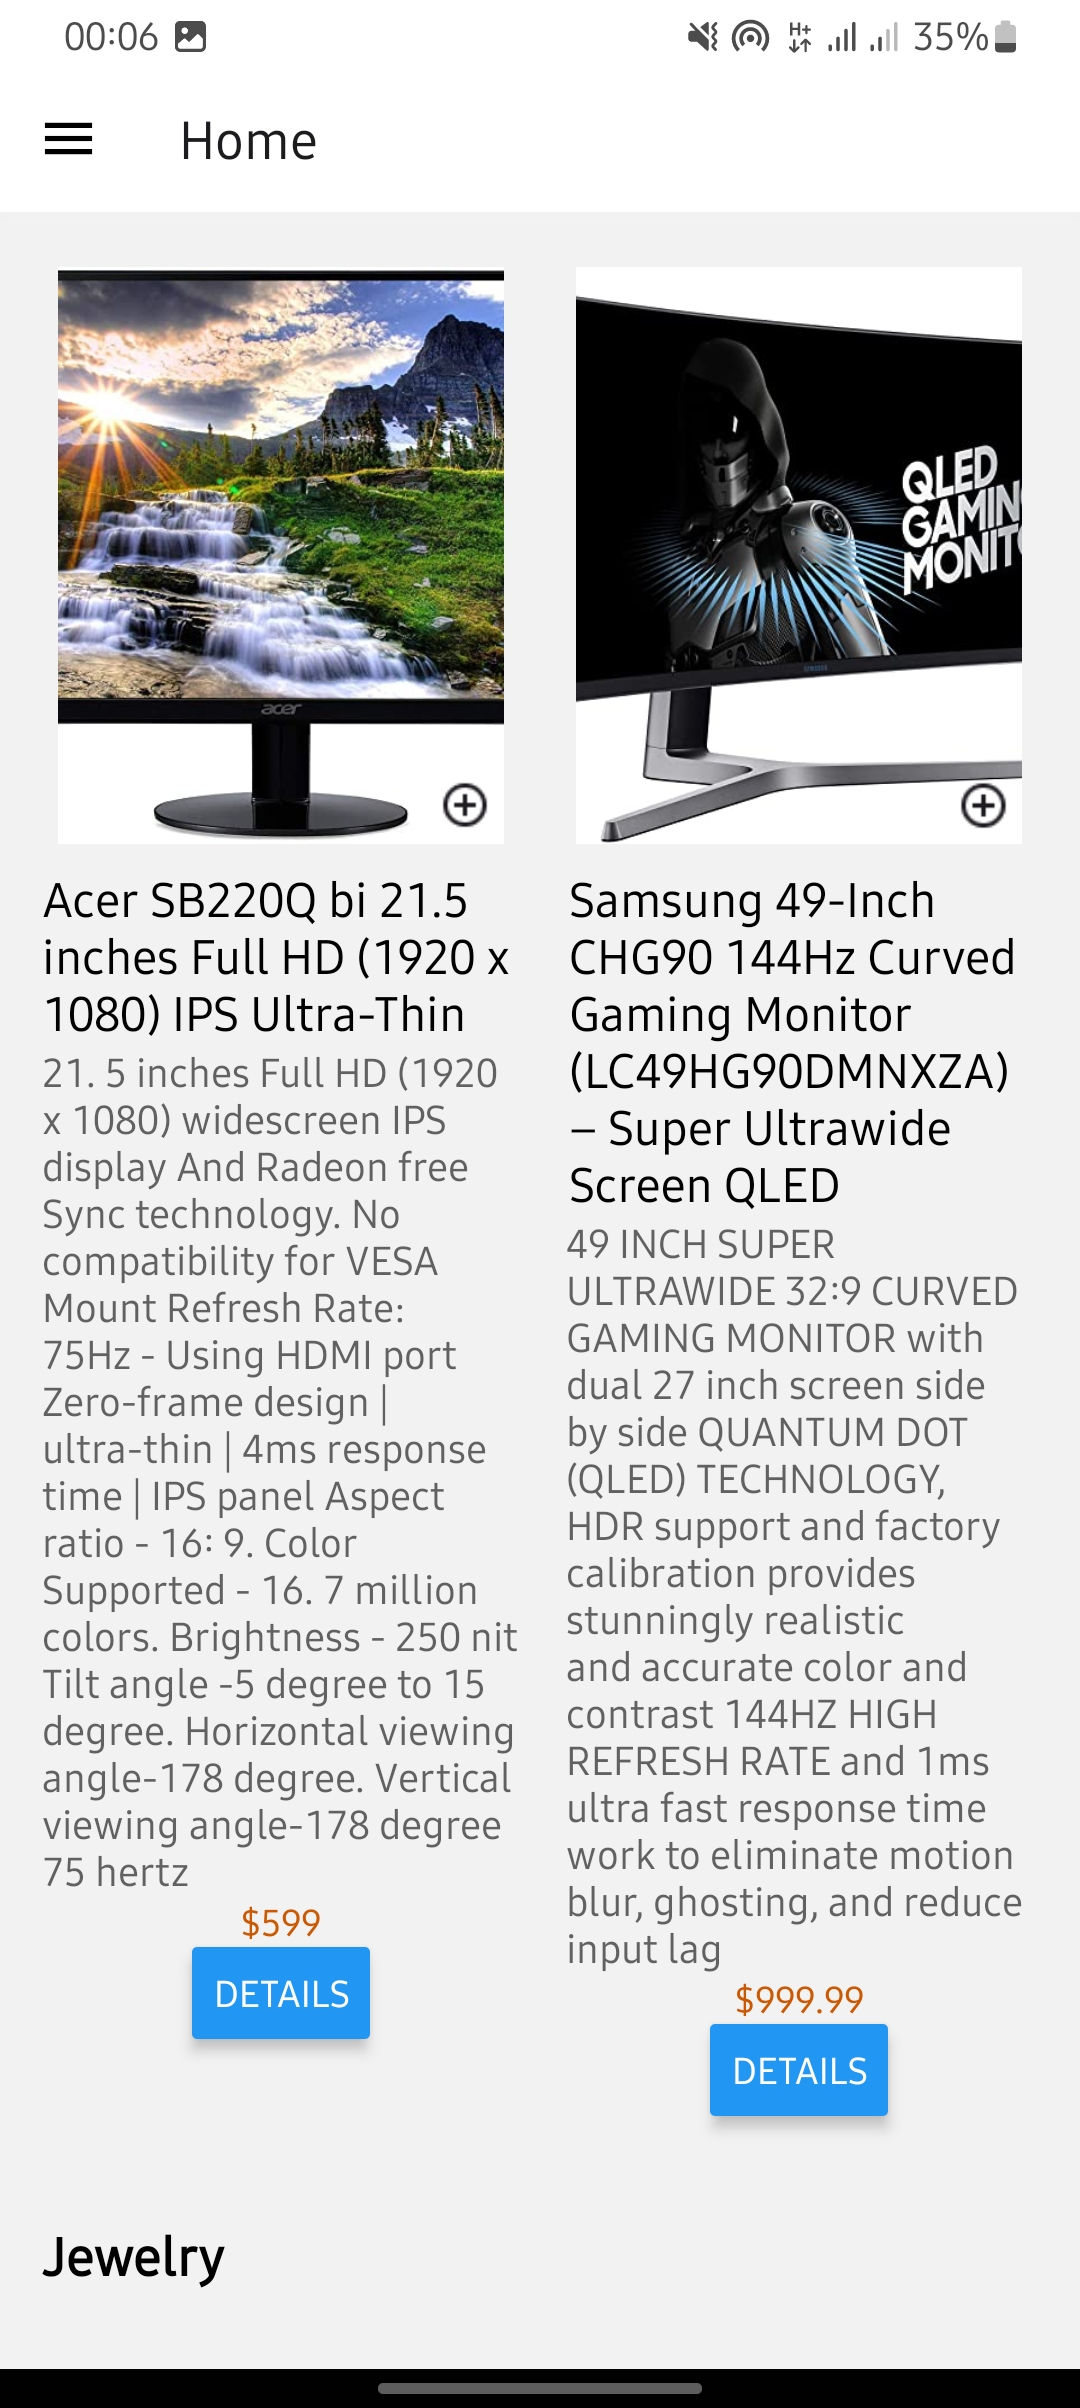 00:06
H+
35%
Home
acer
QLED
GAMIN
MONIT
SAMSUNG
Acer SB220Q bi 21.5
inches Full HD (1920 x
1080) IPS Ultra-Thin
21. 5 inches Full HD (1920
x 1080) widescreen IPS
display And Radeon free
Sync technology. No
compatibility for VESA
Mount Refresh Rate:
75Hz - Using HDMI port
Zero-frame design |
ultra-thin | 4ms response
time | IPS panel Aspect
ratio - 16: 9. Color
Supported - 16. 7 million
colors. Brightness - 250 nit
Tilt angle -5 degree to 15
degree. Horizontal viewing
angle-178 degree. Vertical
viewing angle-178 degree
75 hertz
$599
DETAILS
Samsung 49-Inch
CHG90 144Hz Curved
Gaming Monitor
(LC49HG90DMNXZA)
– Super Ultrawide
Screen QLED
49 INCH SUPER
ULTRAWIDE 32:9 CURVED
GAMING MONITOR with
dual 27 inch screen side
by side QUANTUM DOT
(QLED) TECHNOLOGY,
HDR support and factory
calibration provides
stunningly realistic
and accurate color and
contrast 144HZ HIGH
REFRESH RATE and 1ms
ultra fast response time
work to eliminate motion
blur, ghosting, and reduce
input lag
$999.99
DETAILS
Jewelry